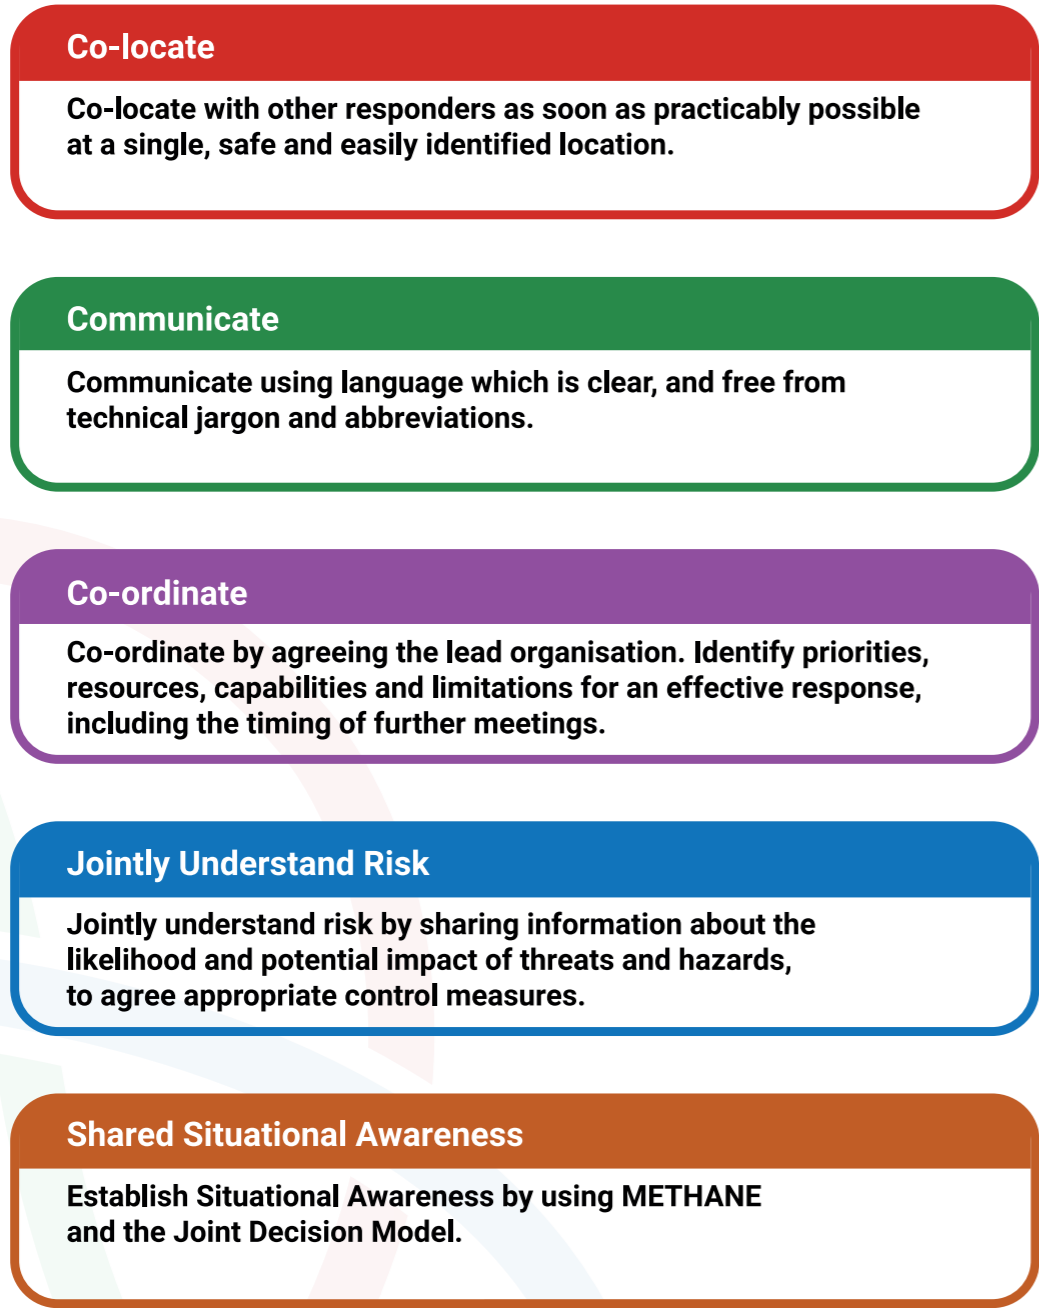 Co-locate
Co-locate with other responders as soon as practicably possible
at a single, safe and easily identified location.
Communicate
Communicate using language which is clear, and free from
technical jargon and abbreviations.
Co-ordinate
Co-ordinate by agreeing the lead organisation. Identify priorities,
resources, capabilities and limitations for an effective response,
including the timing of further meetings.
Jointly Understand Risk
Jointly understand risk by sharing information about the
likelihood and potential impact of threats and hazards,
to agree appropriate control measures.
Shared Situational Awareness
Establish Situational Awareness by using METHANE
and the Joint Decision Model.